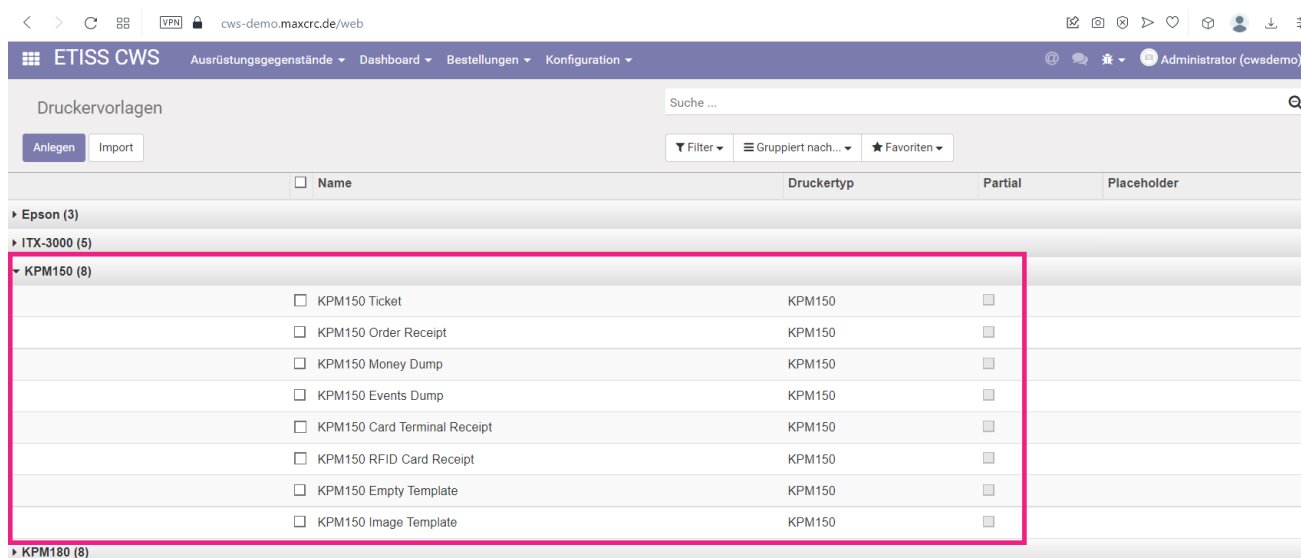 VPN cws-demo.maxcrc.de/web
ETISS CWS Ausrüstungsgegenstände Dashboard Bestellungen Konfiguration @ Administrator (cwsdemo)
Druckervorlagen Suche ...
Anlegen Import Filter Gruppiert nach... Favoriten
Name Druckertyp Partial Placeholder
Epson (3)
ITX-3000 (5)
KPM150 (8)
KPM150 Ticket KPM150
KPM150 Order Receipt KPM150
KPM150 Money Dump KPM150
KPM150 Events Dump KPM150
KPM150 Card Terminal Receipt KPM150
KPM150 RFID Card Receipt KPM150
KPM150 Empty Template KPM150
KPM150 Image Template KPM150
KPM180 (8)